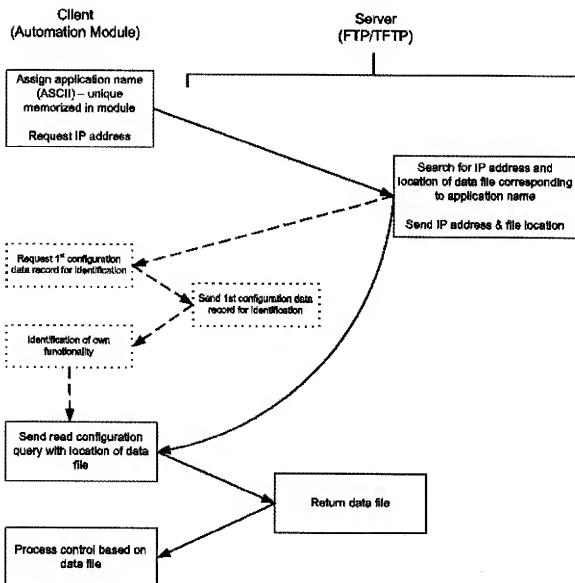 Client
(Automation Module)
Server
(FTP/TFTP)
Assign application name
(ASCII) – unique
memorized in module
Request IP address
Search for IP address and
location of data file corresponding
to application name
Send IP address & file location
Request 1st configuration
data record for identification
Send 1st configuration data
record for identification
Identification of own
functionality
Send read configuration
query with location of data
file
Return data file
Process control based on
data file